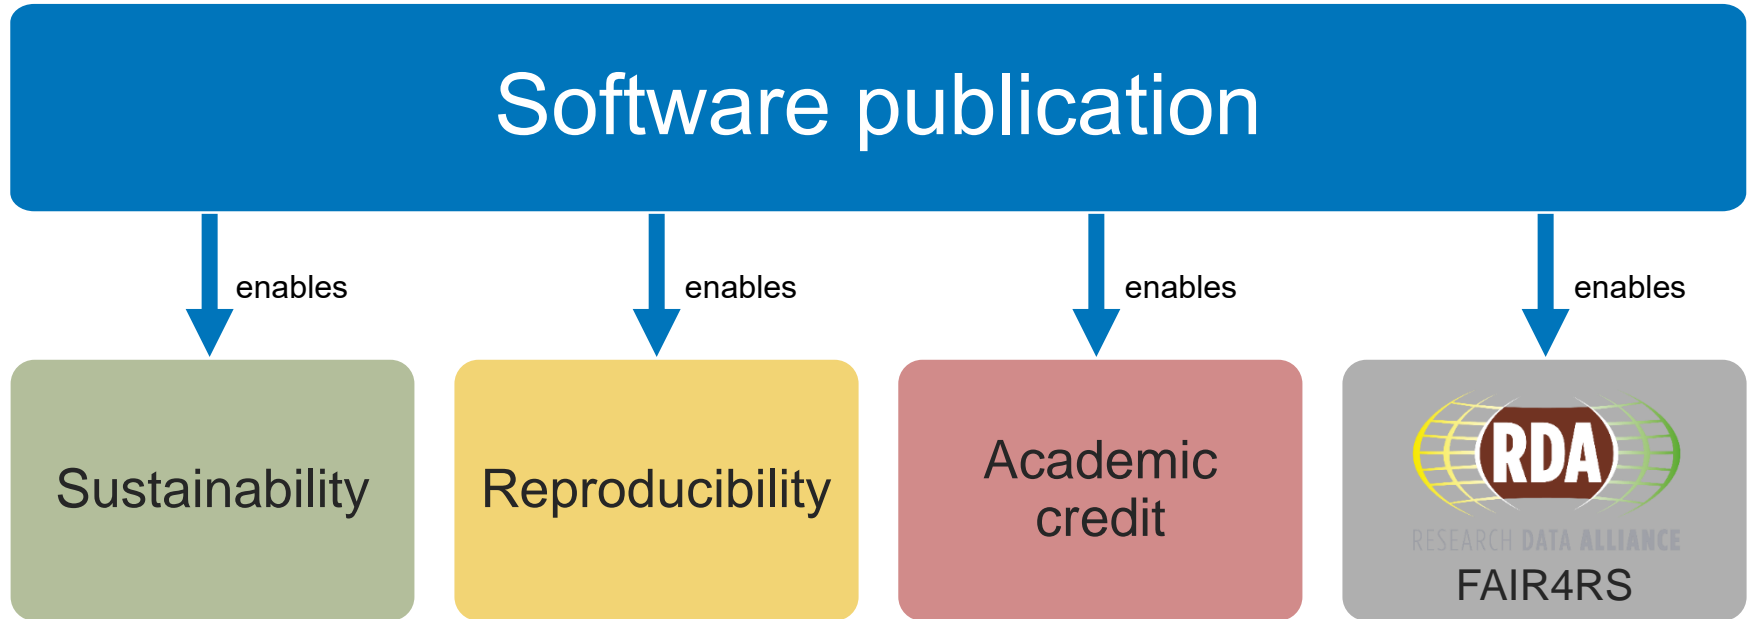 Software publication
enables
enables
enables
enables
Sustainability
Reproducibility
Academic
credit
RDA
RESEARCH DATA ALLIANCE
FAIR4RS